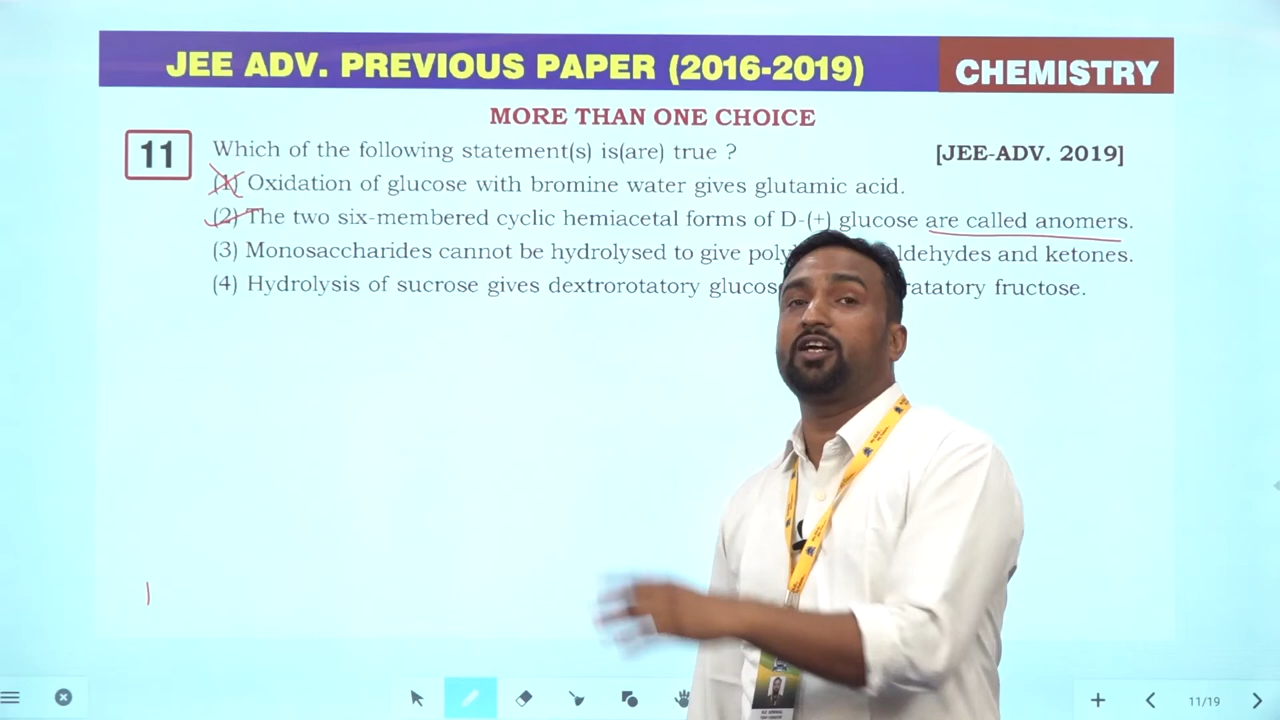 JEE ADV. PREVIOUS PAPER (2016-2019) CHEMISTRY
MORE THAN ONE CHOICE
11 Which of the following statement(s) is(are) true ? [JEE-ADV. 2019]
(1) Oxidation of glucose with bromine water gives glutamic acid.
(2) The two six-membered cyclic hemiacetal forms of D-(+) glucose are called anomers.
(3) Monosaccharides cannot be hydrolysed to give poly ldehydes and ketones.
(4) Hydrolysis of sucrose gives dextrorotatory glucos ratatory fructose.
11/19